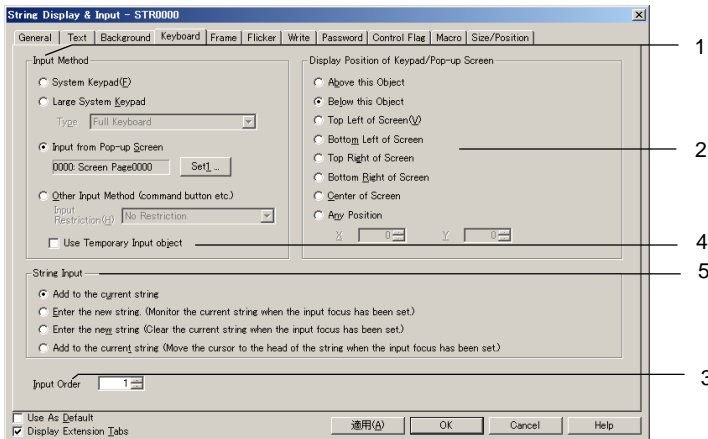 String Display & Input - STR0000
General Text Background Keyboard Frame Flicker Write Password Control Flag Macro Size/Position
1
Input Method
System Keypad(F)
Large System Keypad
Type Full Keyboard
Input from Pop-up Screen
0000: Screen Page0000 Set1 ...
Other Input Method (command button etc.)
Input Restriction(H) No Restriction
Use Temporary Input object
Display Position of Keypad/Pop-up Screen
Above this Object
Below this Object
Top Left of Screen(V)
Bottom Left of Screen
Top Right of Screen
Bottom Right of Screen
Center of Screen
Any Position
X 0 Y 0
2
4
5
String Input
Add to the current string
Enter the new string. (Monitor the current string when the input focus has been set.)
Enter the new string (Clear the current string when the input focus has been set.)
Add to the current string (Move the cursor to the head of the string when the input focus has been set.)
3
Input Order 1
Use As Default
Display Extension Tabs
適用(A) OK Cancel Help